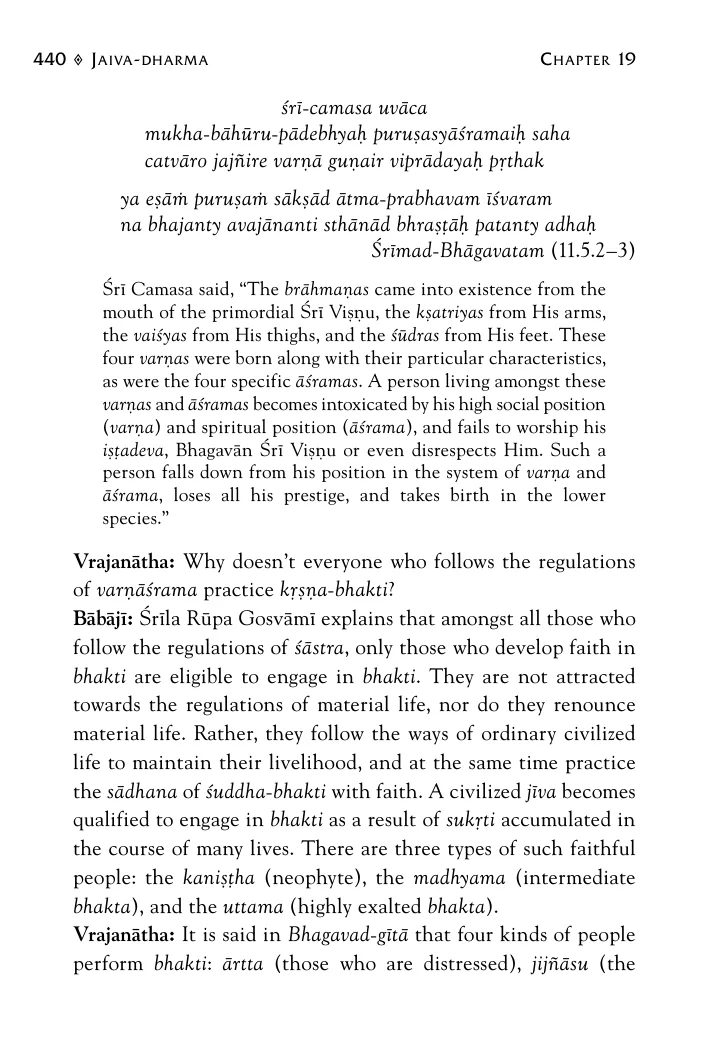 440 ◈ Jaiva-dharma Chapter 19
śrī-camasa uvāca
mukha-bāhūru-pādebhyaḥ puruṣasyāśramaiḥ saha
catvāro jajñire varṇā guṇair viprādayaḥ pṛthak
ya eṣāṁ puruṣaṁ sākṣād ātma-prabhavam īśvaram
na bhajanty avajānanti sthānād bhraṣṭāḥ patanty adhaḥ
Śrīmad-Bhāgavatam (11.5.2–3)
Śrī Camasa said, “The brāhmaṇas came into existence from the
mouth of the primordial Śrī Viṣṇu, the kṣatriyas from His arms,
the vaiśyas from His thighs, and the śūdras from His feet. These
four varṇas were born along with their particular characteristics,
as were the four specific āśramas. A person living amongst these
varṇas and āśramas becomes intoxicated by his high social position
(varṇa) and spiritual position (āśrama), and fails to worship his
iṣṭadeva, Bhagavān Śrī Viṣṇu or even disrespects Him. Such a
person falls down from his position in the system of varṇa and
āśrama, loses all his prestige, and takes birth in the lower
species.”
Vrajanātha: Why doesn’t everyone who follows the regulations
of varṇāśrama practice kṛṣṇa-bhakti?
Bābājī: Śrīla Rūpa Gosvāmī explains that amongst all those who
follow the regulations of śāstra, only those who develop faith in
bhakti are eligible to engage in bhakti. They are not attracted
towards the regulations of material life, nor do they renounce
material life. Rather, they follow the ways of ordinary civilized
life to maintain their livelihood, and at the same time practice
the sādhana of śuddha-bhakti with faith. A civilized jīva becomes
qualified to engage in bhakti as a result of sukṛti accumulated in
the course of many lives. There are three types of such faithful
people: the kaniṣṭha (neophyte), the madhyama (intermediate
bhakta), and the uttama (highly exalted bhakta).
Vrajanātha: It is said in Bhagavad-gītā that four kinds of people
perform bhakti: ārtta (those who are distressed), jijñāsu (the